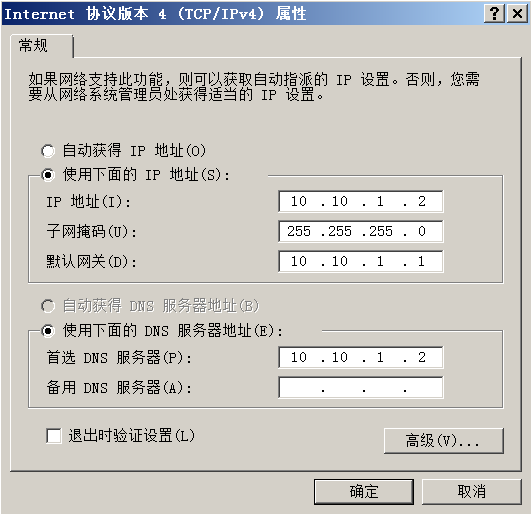 Internet 协议版本 4 (TCP/IPv4) 属性
常规
如果网络支持此功能，则可以获取自动指派的 IP 设置。否则，您需
要从网络系统管理员处获得适当的 IP 设置。
自动获得 IP 地址(O)
使用下面的 IP 地址(S):
IP 地址(I): 10 .10 . 1 . 2
子网掩码(U): 255 .255 .255 . 0
默认网关(D): 10 .10 . 1 . 1
自动获得 DNS 服务器地址(B)
使用下面的 DNS 服务器地址(E):
首选 DNS 服务器(P): 10 .10 . 1 . 2
备用 DNS 服务器(A): . . .
退出时验证设置(L)
高级(V)...
确定 取消